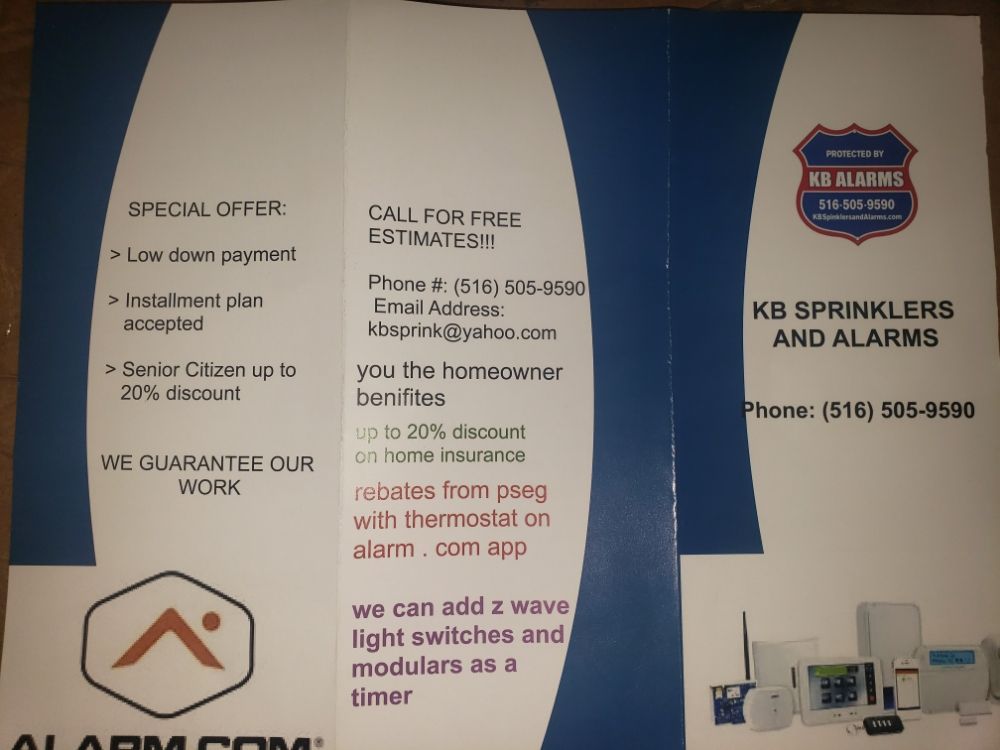 SPECIAL OFFER:
> Low down payment
> Installment plan
accepted
> Senior Citizen up to
20% discount
WE GUARANTEE OUR
WORK
ALARM.COM®
CALL FOR FREE
ESTIMATES!!!
Phone #: (516) 505-9590
Email Address:
kbsprink@yahoo.com
you the homeowner
benifites
up to 20% discount
on home insurance
rebates from pseg
with thermostat on
alarm . com app
we can add z wave
light switches and
modulars as a
timer
PROTECTED BY
KB ALARMS
516-505-9590
KBSpinklersandAlarms.com
KB SPRINKLERS
AND ALARMS
Phone: (516) 505-9590